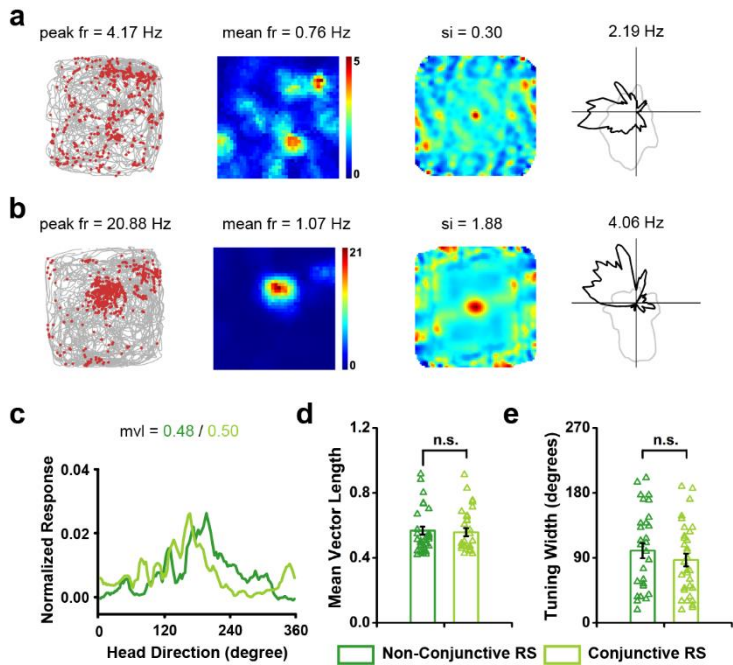 a
peak fr = 4.17 Hz
mean fr = 0.76 Hz
si = 0.30
2.19 Hz
5
0
b
peak fr = 20.88 Hz
mean fr = 1.07 Hz
si = 1.88
4.06 Hz
21
0
c
mvl = 0.48 / 0.50
Normalized Response
0.04
0.02
0.00
0
120
240
360
Head Direction (degree)
d
n.s.
Mean Vector Length
1.2
0.8
0.4
0.0
e
n.s.
Tuning Width (degrees)
270
180
90
0
Non-Conjunctive RS
Conjunctive RS